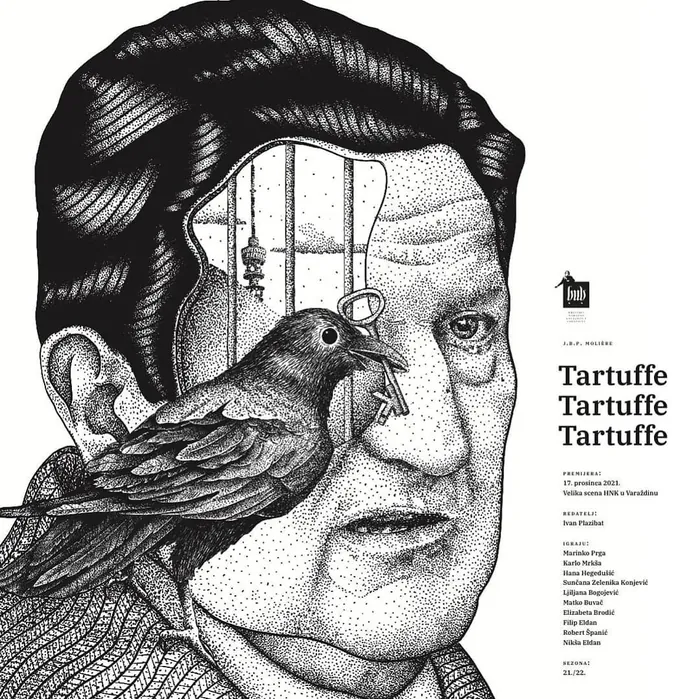 hnk
J.B.P. MOLIÈRE
Tartuffe
Tartuffe
Tartuffe
PREMIJERA:
17. prosinca 2021.
Velika scena HNK u Varaždinu
REDATELJ:
Ivan Plazibat
IGRAJU:
Marinko Prga
Karlo Mrkša
Hana Hegedušić
Sunčana Zelenika Konjević
Ljiljana Bogojević
Matko Buvač
Elizabeta Brodić
Filip Eldan
Robert Španić
Nikša Eldan
SEZONA:
21./22.